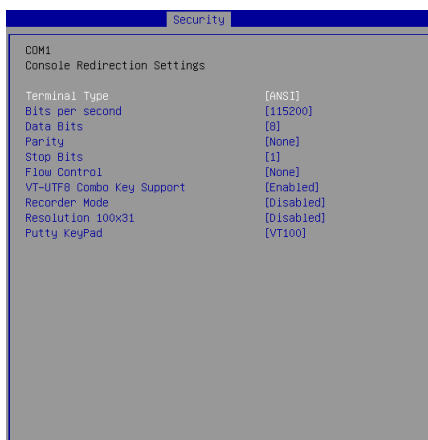 Security
COM1
Console Redirection Settings
Terminal Type [ANSI]
Bits per second [115200]
Data Bits [8]
Parity [None]
Stop Bits [1]
Flow Control [None]
VT-UTF8 Combo Key Support [Enabled]
Recorder Mode [Disabled]
Resolution 100x31 [Disabled]
Putty KeyPad [VT100]